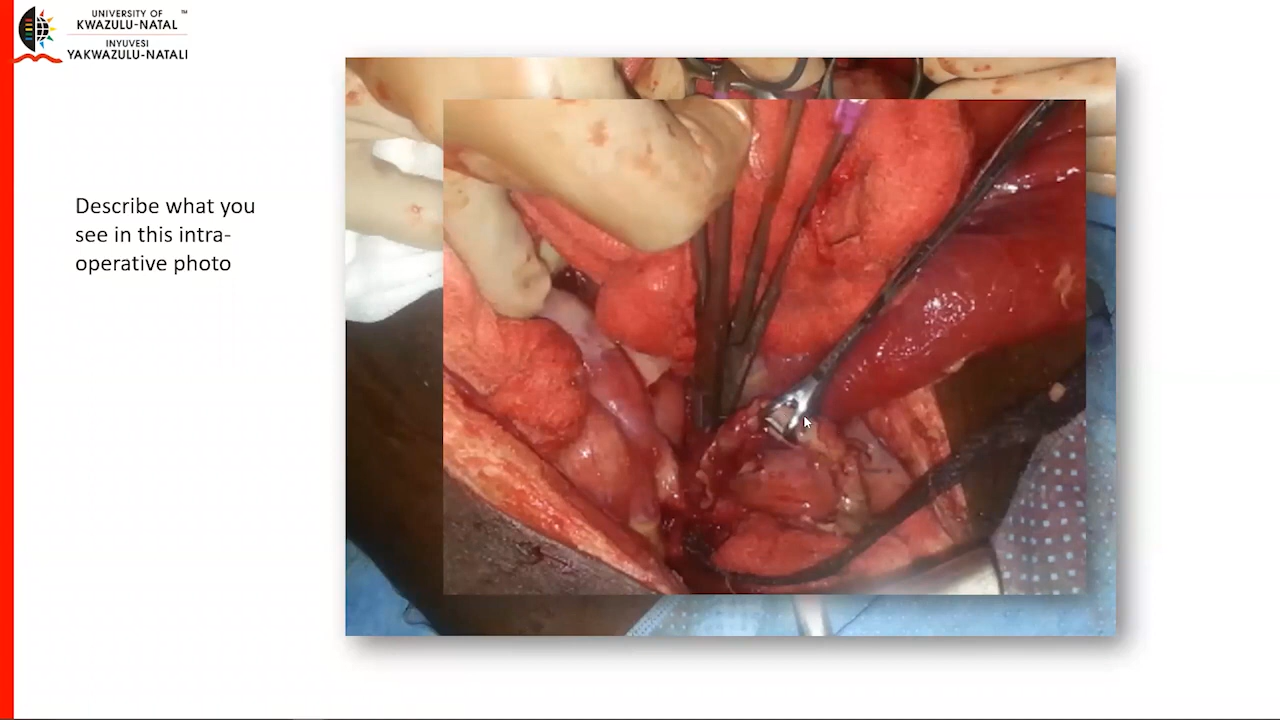 UNIVERSITY OF ™
KWAZULU-NATAL
INYUVESI
YAKWAZULU-NATALI
Describe what you
see in this intra-
operative photo